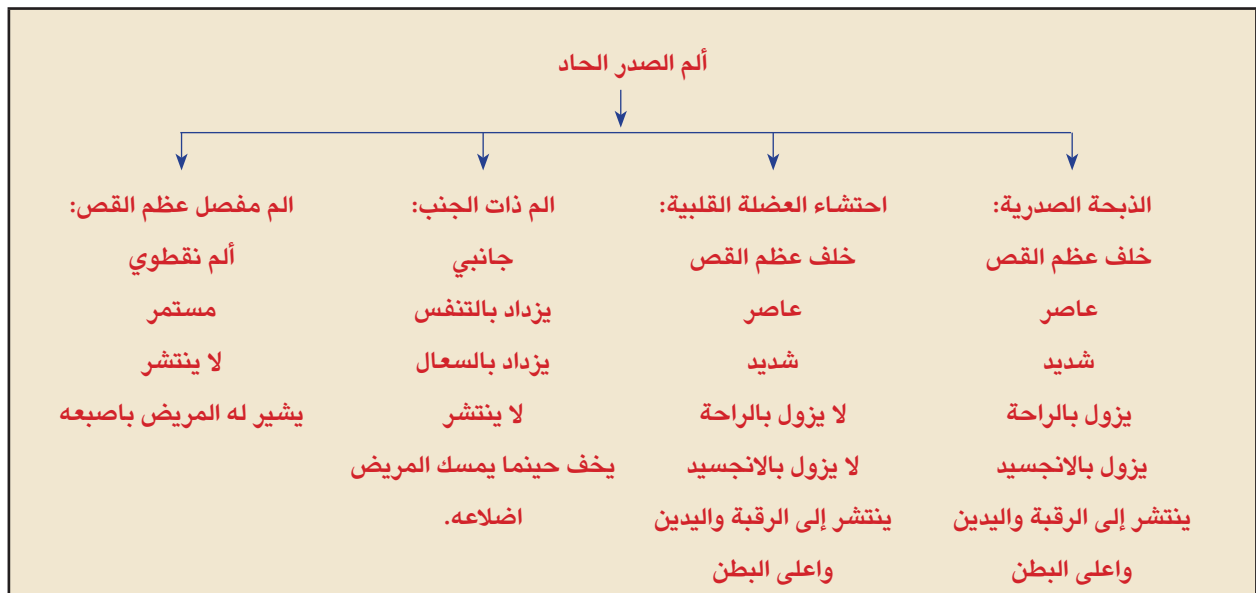 ألم الصدر الحاد
الذبحة الصدرية:
خلف عظم القص
عاصر
شديد
يزول بالراحة
يزول بالانجسيد
ينتشر إلى الرقبة واليدين
واعلى البطن
احتشاء العضلة القلبية:
خلف عظم القص
عاصر
شديد
لا يزول بالراحة
لا يزول بالانجسيد
ينتشر إلى الرقبة واليدين
واعلى البطن
الم ذات الجنب:
جانبي
يزداد بالتنفس
يزداد بالسعال
لا ينتشر
يخف حينما يمسك المريض
اضلاعه.
الم مفصل عظم القص:
ألم نقطوي
مستمر
لا ينتشر
يشير له المريض باصبعه